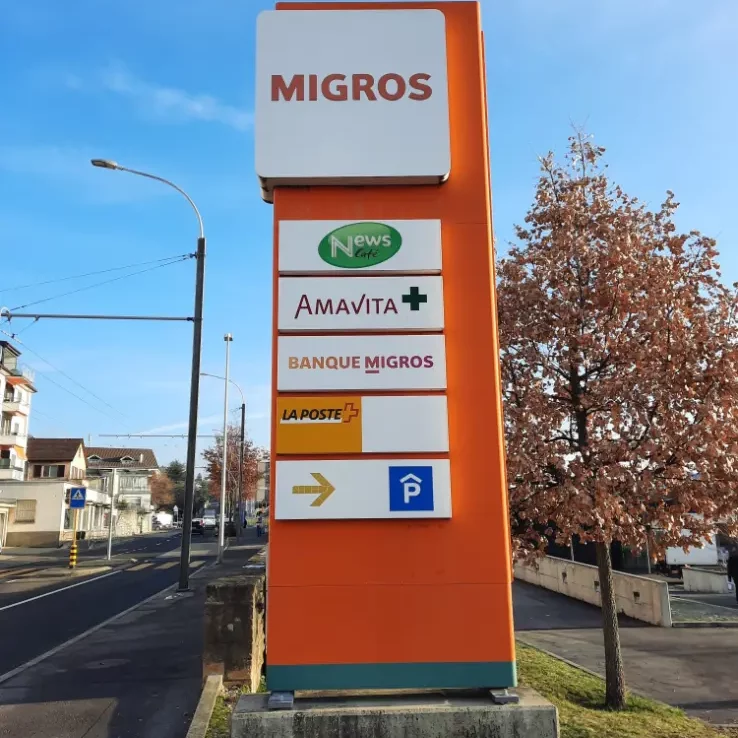 MIGROS
News
Café
AMAVITA
BANQUE MIGROS
LA POSTE
P